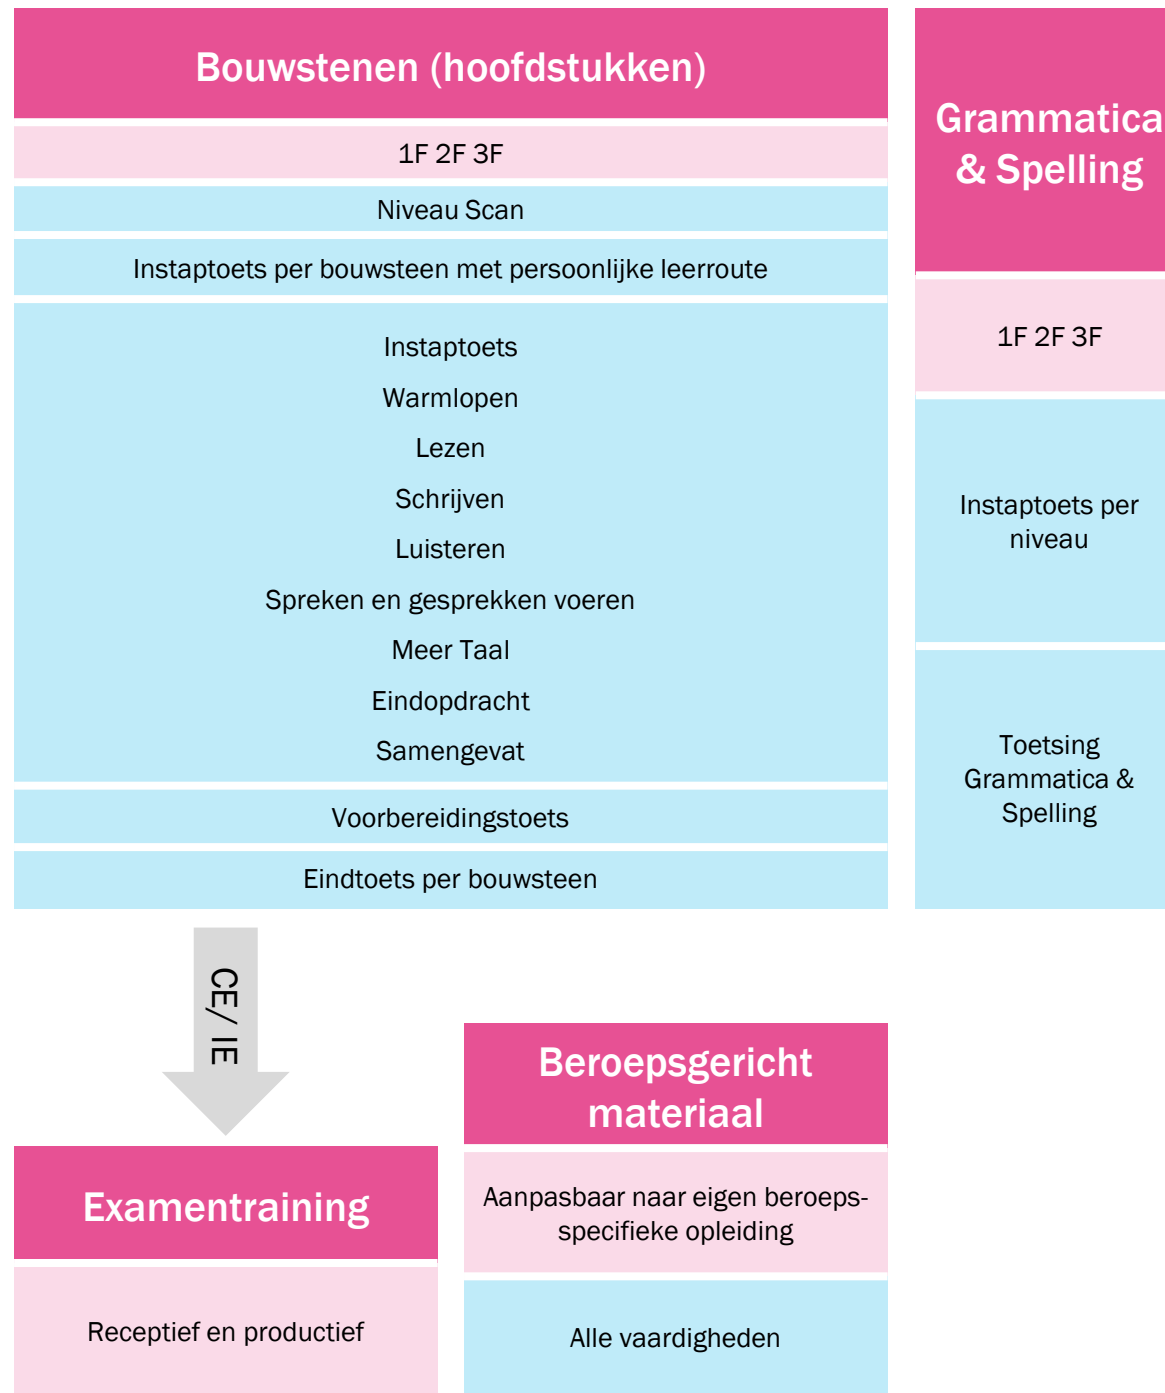 Bouwstenen (hoofdstukken)
1F 2F 3F
Niveau Scan
Instaptoets per bouwsteen met persoonlijke leerroute
Instaptoets
Warmlopen
Lezen
Schrijven
Luisteren
Spreken en gesprekken voeren
Meer Taal
Eindopdracht
Samengevat
Voorbereidingstoets
Eindtoets per bouwsteen
Grammatica
& Spelling
1F 2F 3F
Instaptoets per
niveau
Toetsing
Grammatica &
Spelling
CE/ IE
Examentraining
Receptief en productief
Beroepsgericht
materiaal
Aanpasbaar naar eigen beroeps-
specifieke opleiding
Alle vaardigheden